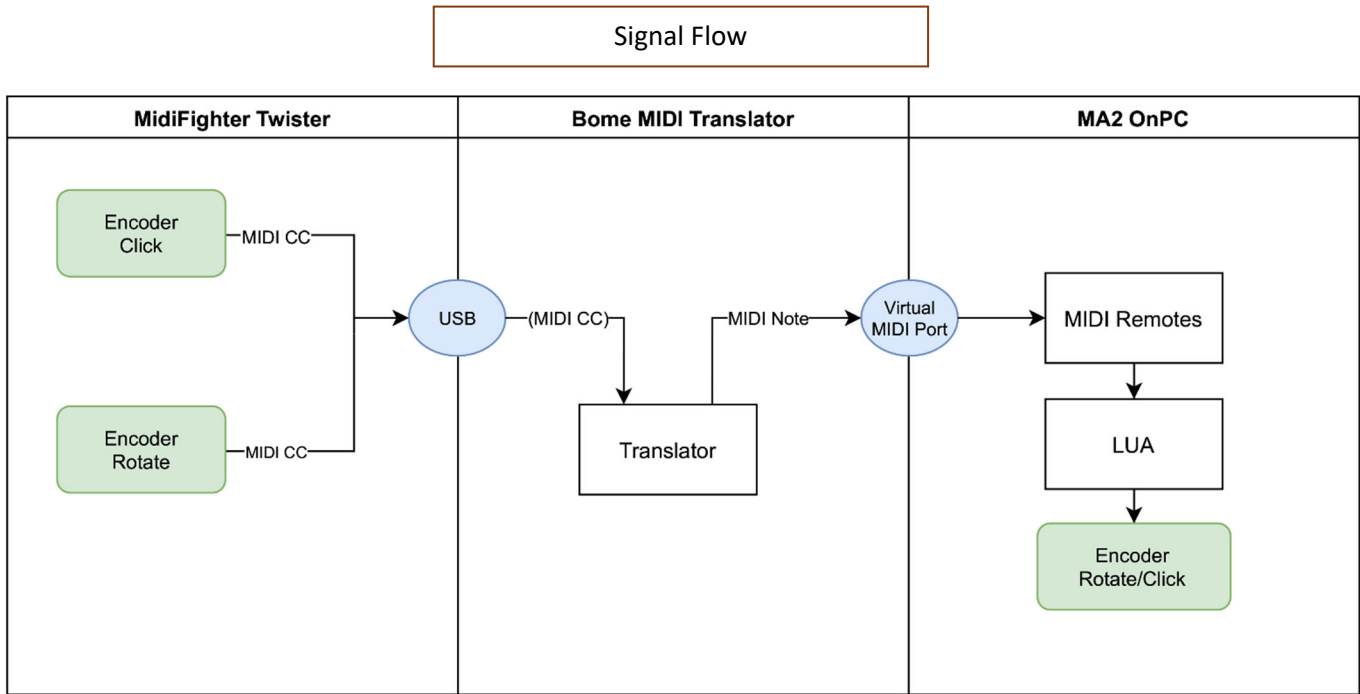 Signal Flow
MidiFighter Twister
Bome MIDI Translator
MA2 OnPC
Encoder
Click
MIDI CC
Encoder
Rotate
MIDI CC
USB
(MIDI CC)
Translator
MIDI Note
Virtual
MIDI Port
MIDI Remotes
LUA
Encoder
Rotate/Click